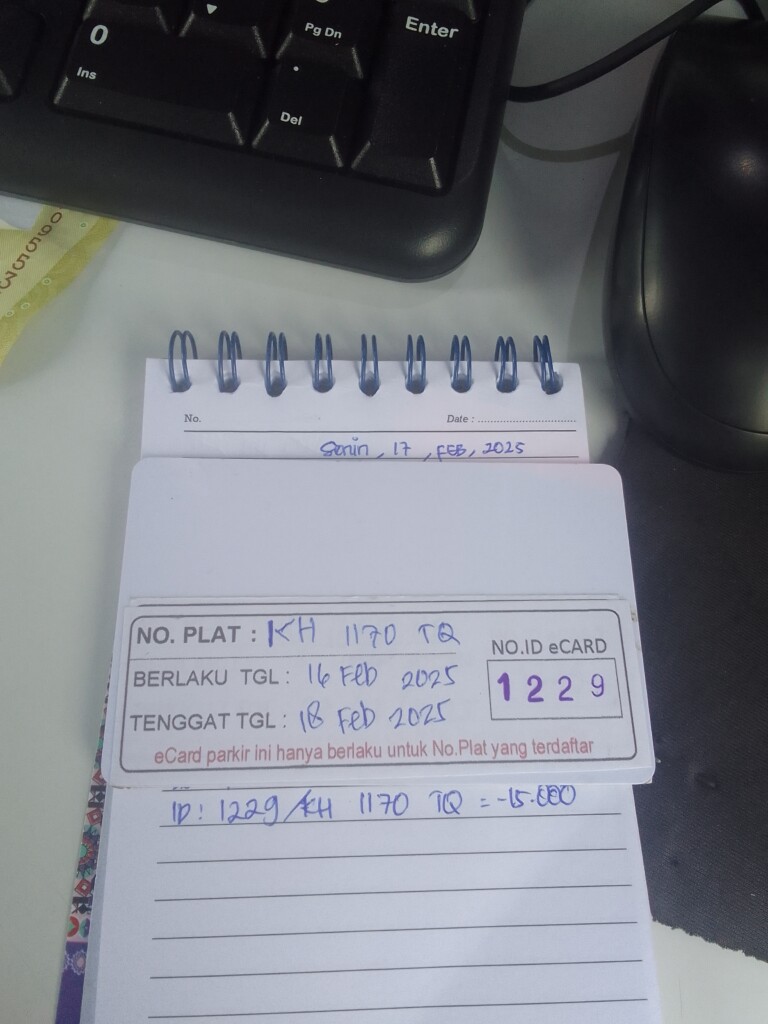 0
Ins
Pg Dn
Del
Enter
No.
Date :
Senin, 17, FEB, 2025
NO. PLAT : KH 1170 TQ
BERLAKU TGL : 16 Feb 2025
TENGGAT TGL : 18 Feb 2025
NO.ID eCARD
1229
eCard parkir ini hanya berlaku untuk No.Plat yang terdaftar
ID: 1229/KH 1170 TQ = -15.000